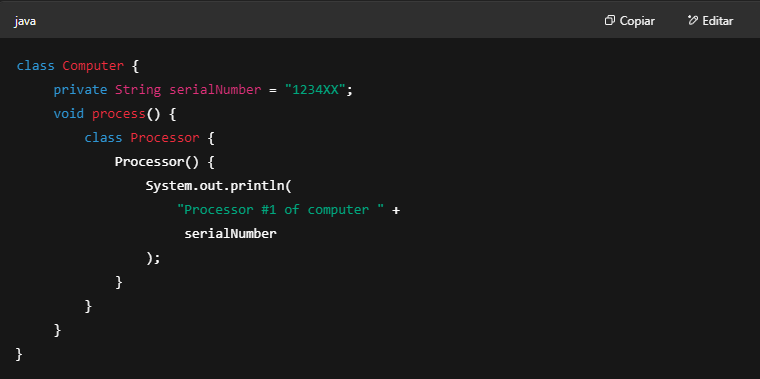 java Copiar Editar
class Computer {
private String serialNumber = "1234XX";
void process() {
class Processor {
Processor() {
System.out.println(
"Processor #1 of computer " +
serialNumber
);
}
}
}
}